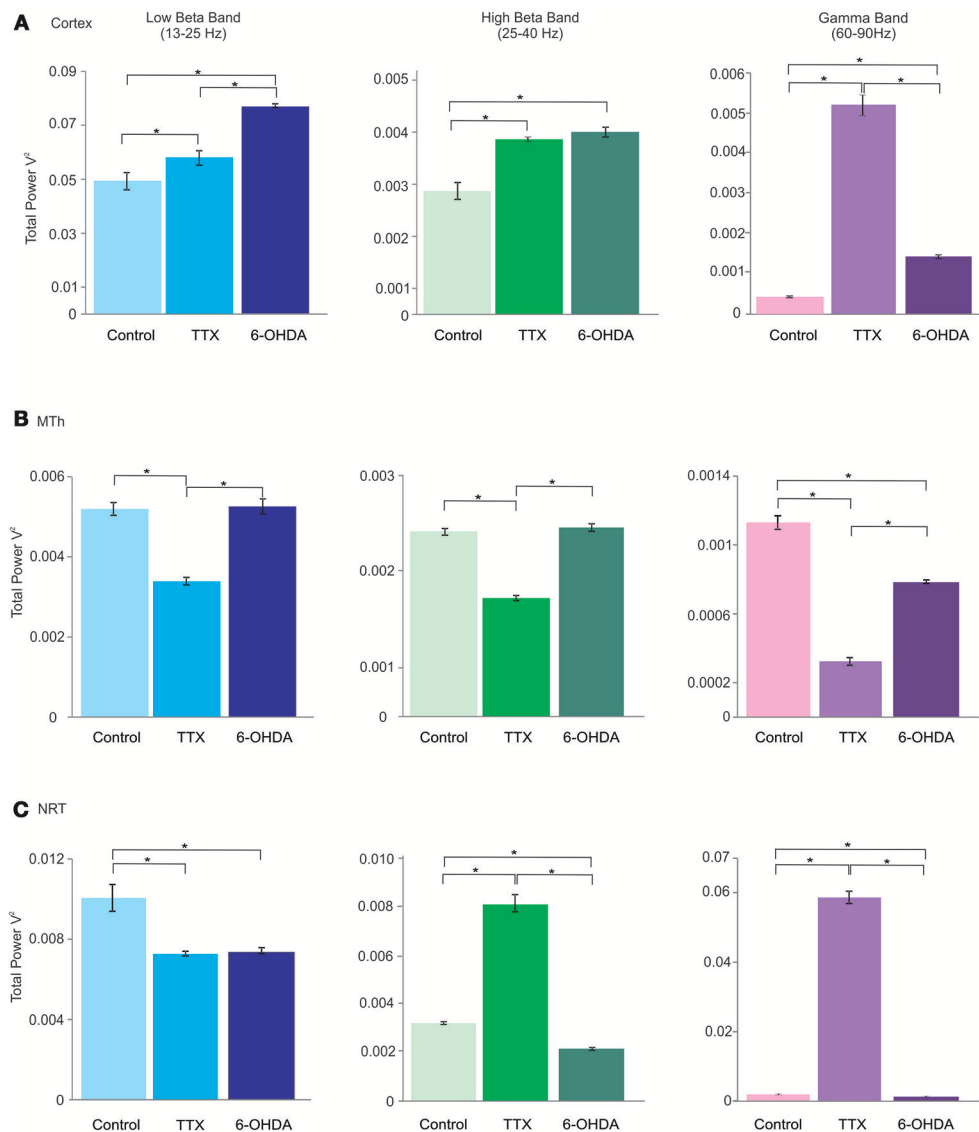 A Cortex
Low Beta Band
(13-25 Hz)
High Beta Band
(25-40 Hz)
Gamma Band
(60-90Hz)
Total Power V²
0.09
0.07
0.05
0.03
0
* * *
Control TTX 6-OHDA
0.005
0.004
0.003
0.002
0.001
0.000
* *
Control TTX 6-OHDA
0.006
0.005
0.004
0.003
0.002
0.001
0
* * *
Control TTX 6-OHDA
B MTh
Total Power V²
0.006
0.004
0.002
0
* *
Control TTX 6-OHDA
0.003
0.002
0.001
0
* *
Control TTX 6-OHDA
0.0014
0.001
0.0006
0.0002
0
* * *
Control TTX 6-OHDA
C NRT
Total Power V²
0.012
0.008
0.004
0
* *
Control TTX 6-OHDA
0.010
0.008
0.006
0.004
0.002
0
* * *
Control TTX 6-OHDA
0.07
0.06
0.04
0.02
0
* * *
Control TTX 6-OHDA